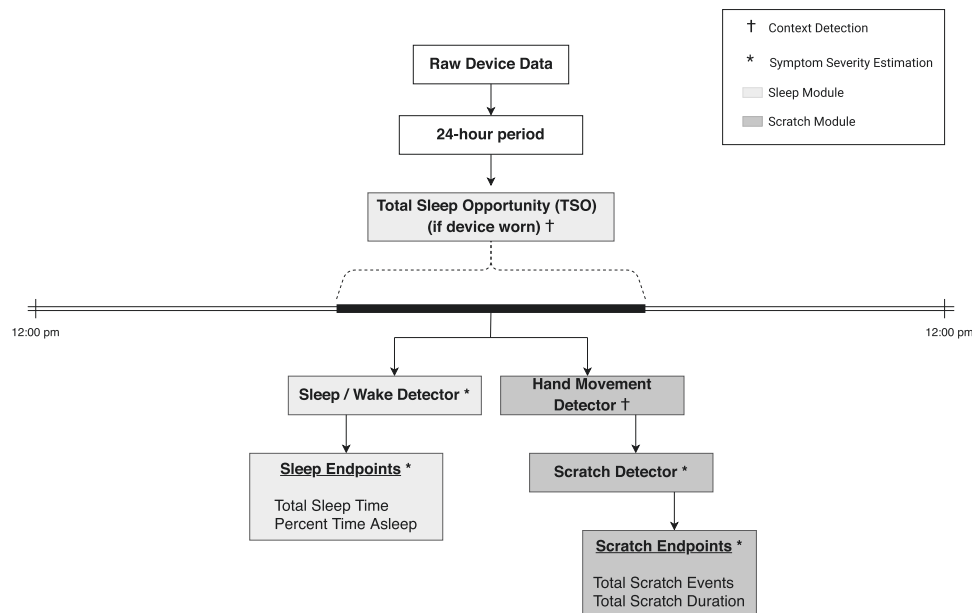 † Context Detection
* Symptom Severity Estimation
Sleep Module
Scratch Module
Raw Device Data
24-hour period
Total Sleep Opportunity (TSO)
(if device worn) †
12:00 pm
12:00 pm
Sleep / Wake Detector *
Hand Movement
Detector †
Sleep Endpoints *
Total Sleep Time
Percent Time Asleep
Scratch Detector *
Scratch Endpoints *
Total Scratch Events
Total Scratch Duration